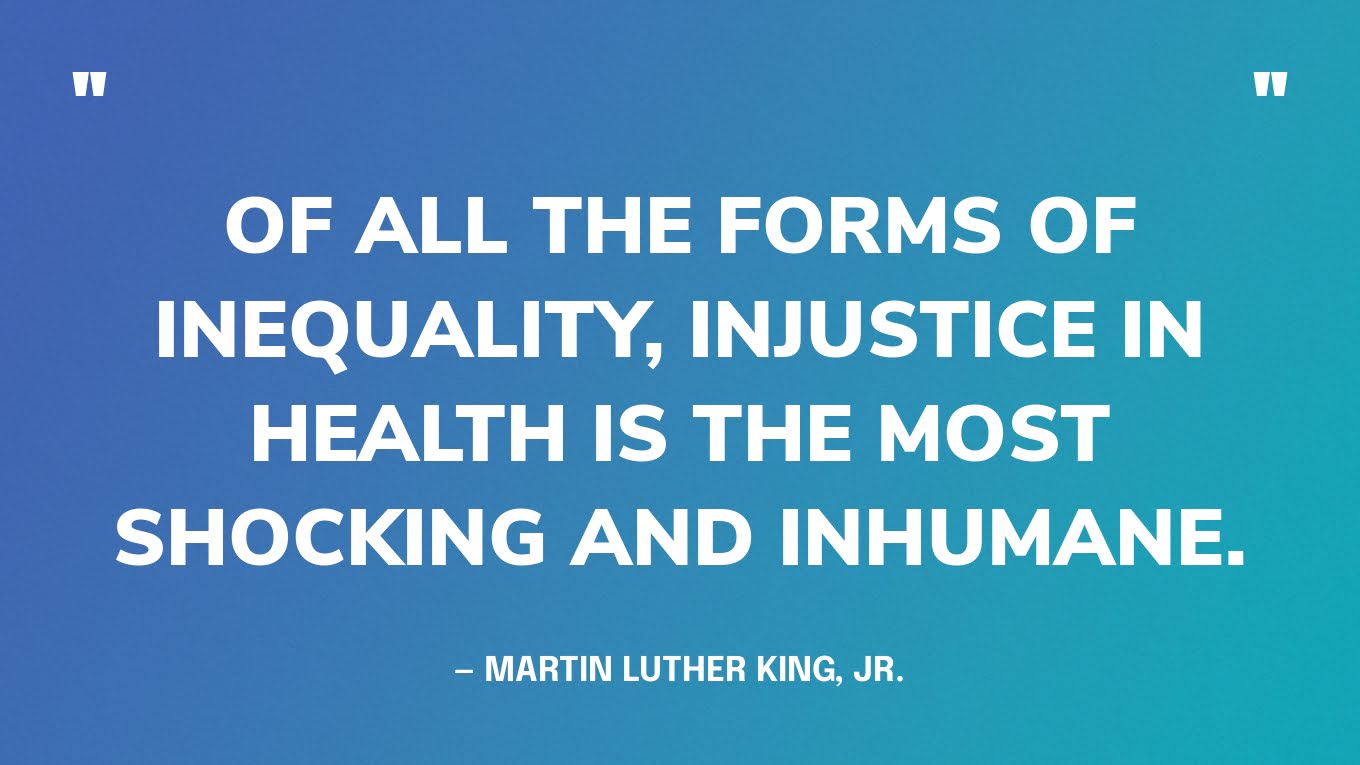 " "
OF ALL THE FORMS OF
INEQUALITY, INJUSTICE IN
HEALTH IS THE MOST
SHOCKING AND INHUMANE.
– MARTIN LUTHER KING, JR.